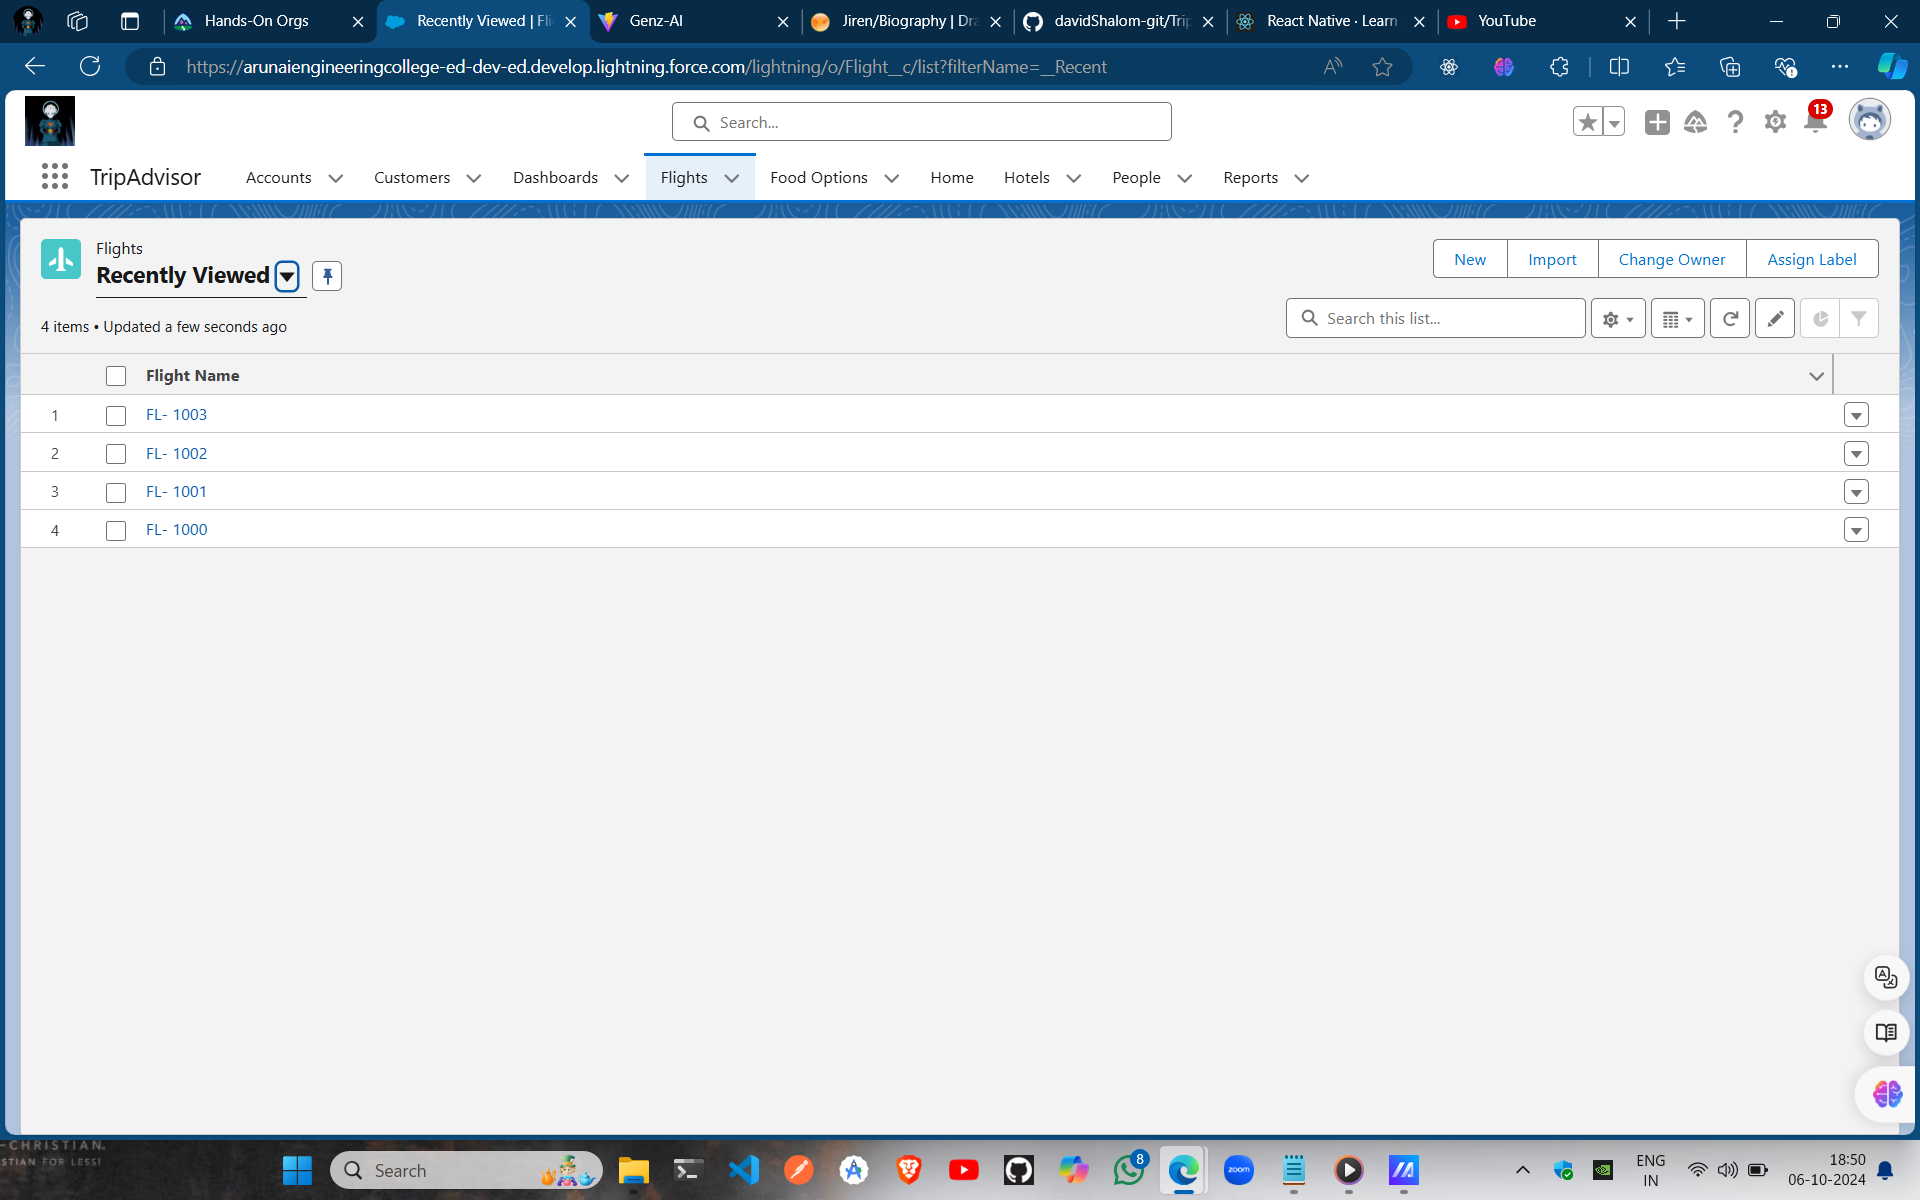 Hands-On Orgs
Recently Viewed | Fli
Genz-AI
Jiren/Biography | Dra
davidShalom-git/Trip
React Native · Learn
YouTube
https://arunaiengineeringcollege-ed-dev-ed.develop.lightning.force.com/lightning/o/Flight__c/list?filterName=__Recent
Search...
13
TripAdvisor
Accounts
Customers
Dashboards
Flights
Food Options
Home
Hotels
People
Reports
Flights
Recently Viewed
New
Import
Change Owner
Assign Label
4 items • Updated a few seconds ago
Search this list...
Flight Name
1 FL- 1003
2 FL- 1002
3 FL- 1001
4 FL- 1000
-CHRISTIAN
STIAN FOR LESS!
Search
8
zoom
ENG
IN
18:50
06-10-2024